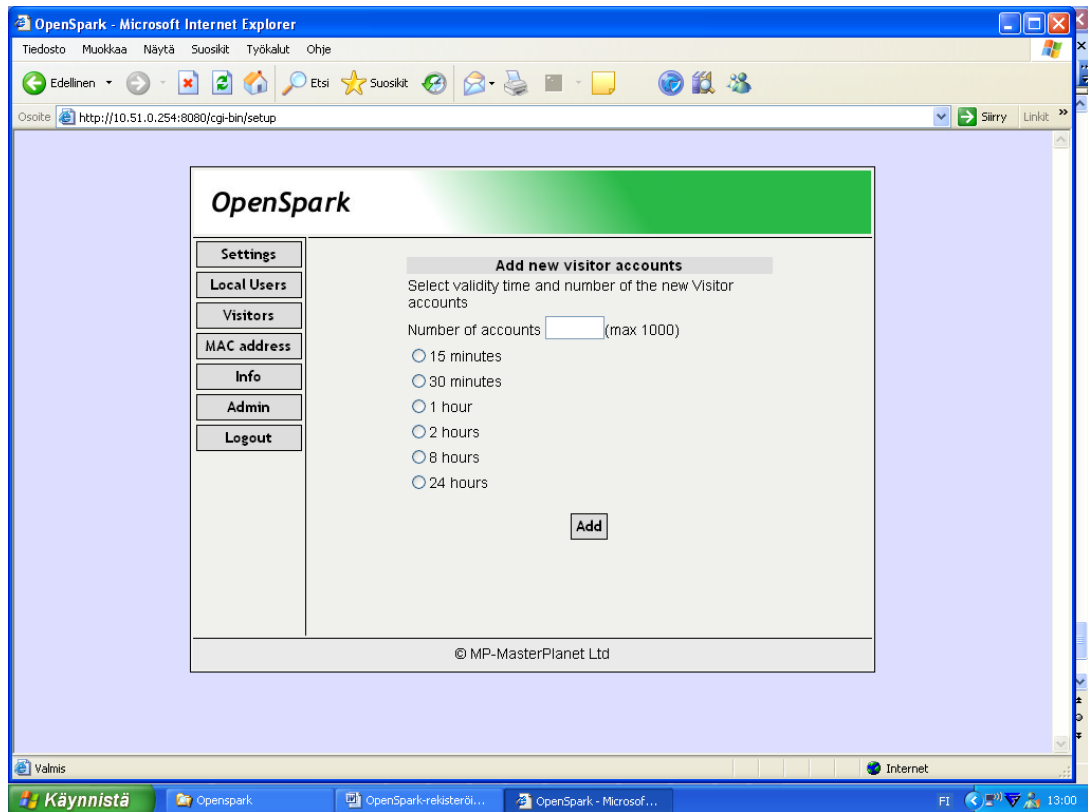 OpenSpark - Microsoft Internet Explorer
Tiedosto Muokkaa Näytä Suosikit Työkalut Ohje
Edellinen Etsi Suosikit
Osoite http://10.51.0.254:8080/cgi-bin/setup Siirry Linkit »
OpenSpark
Settings
Local Users
Visitors
MAC address
Info
Admin
Logout
Add new visitor accounts
Select validity time and number of the new Visitor
accounts
Number of accounts (max 1000)
15 minutes
30 minutes
1 hour
2 hours
8 hours
24 hours
Add
© MP-MasterPlanet Ltd
Valmis Internet
Käynnistä Openspark OpenSpark-rekisteröi... OpenSpark - Microsof... FI 13:00